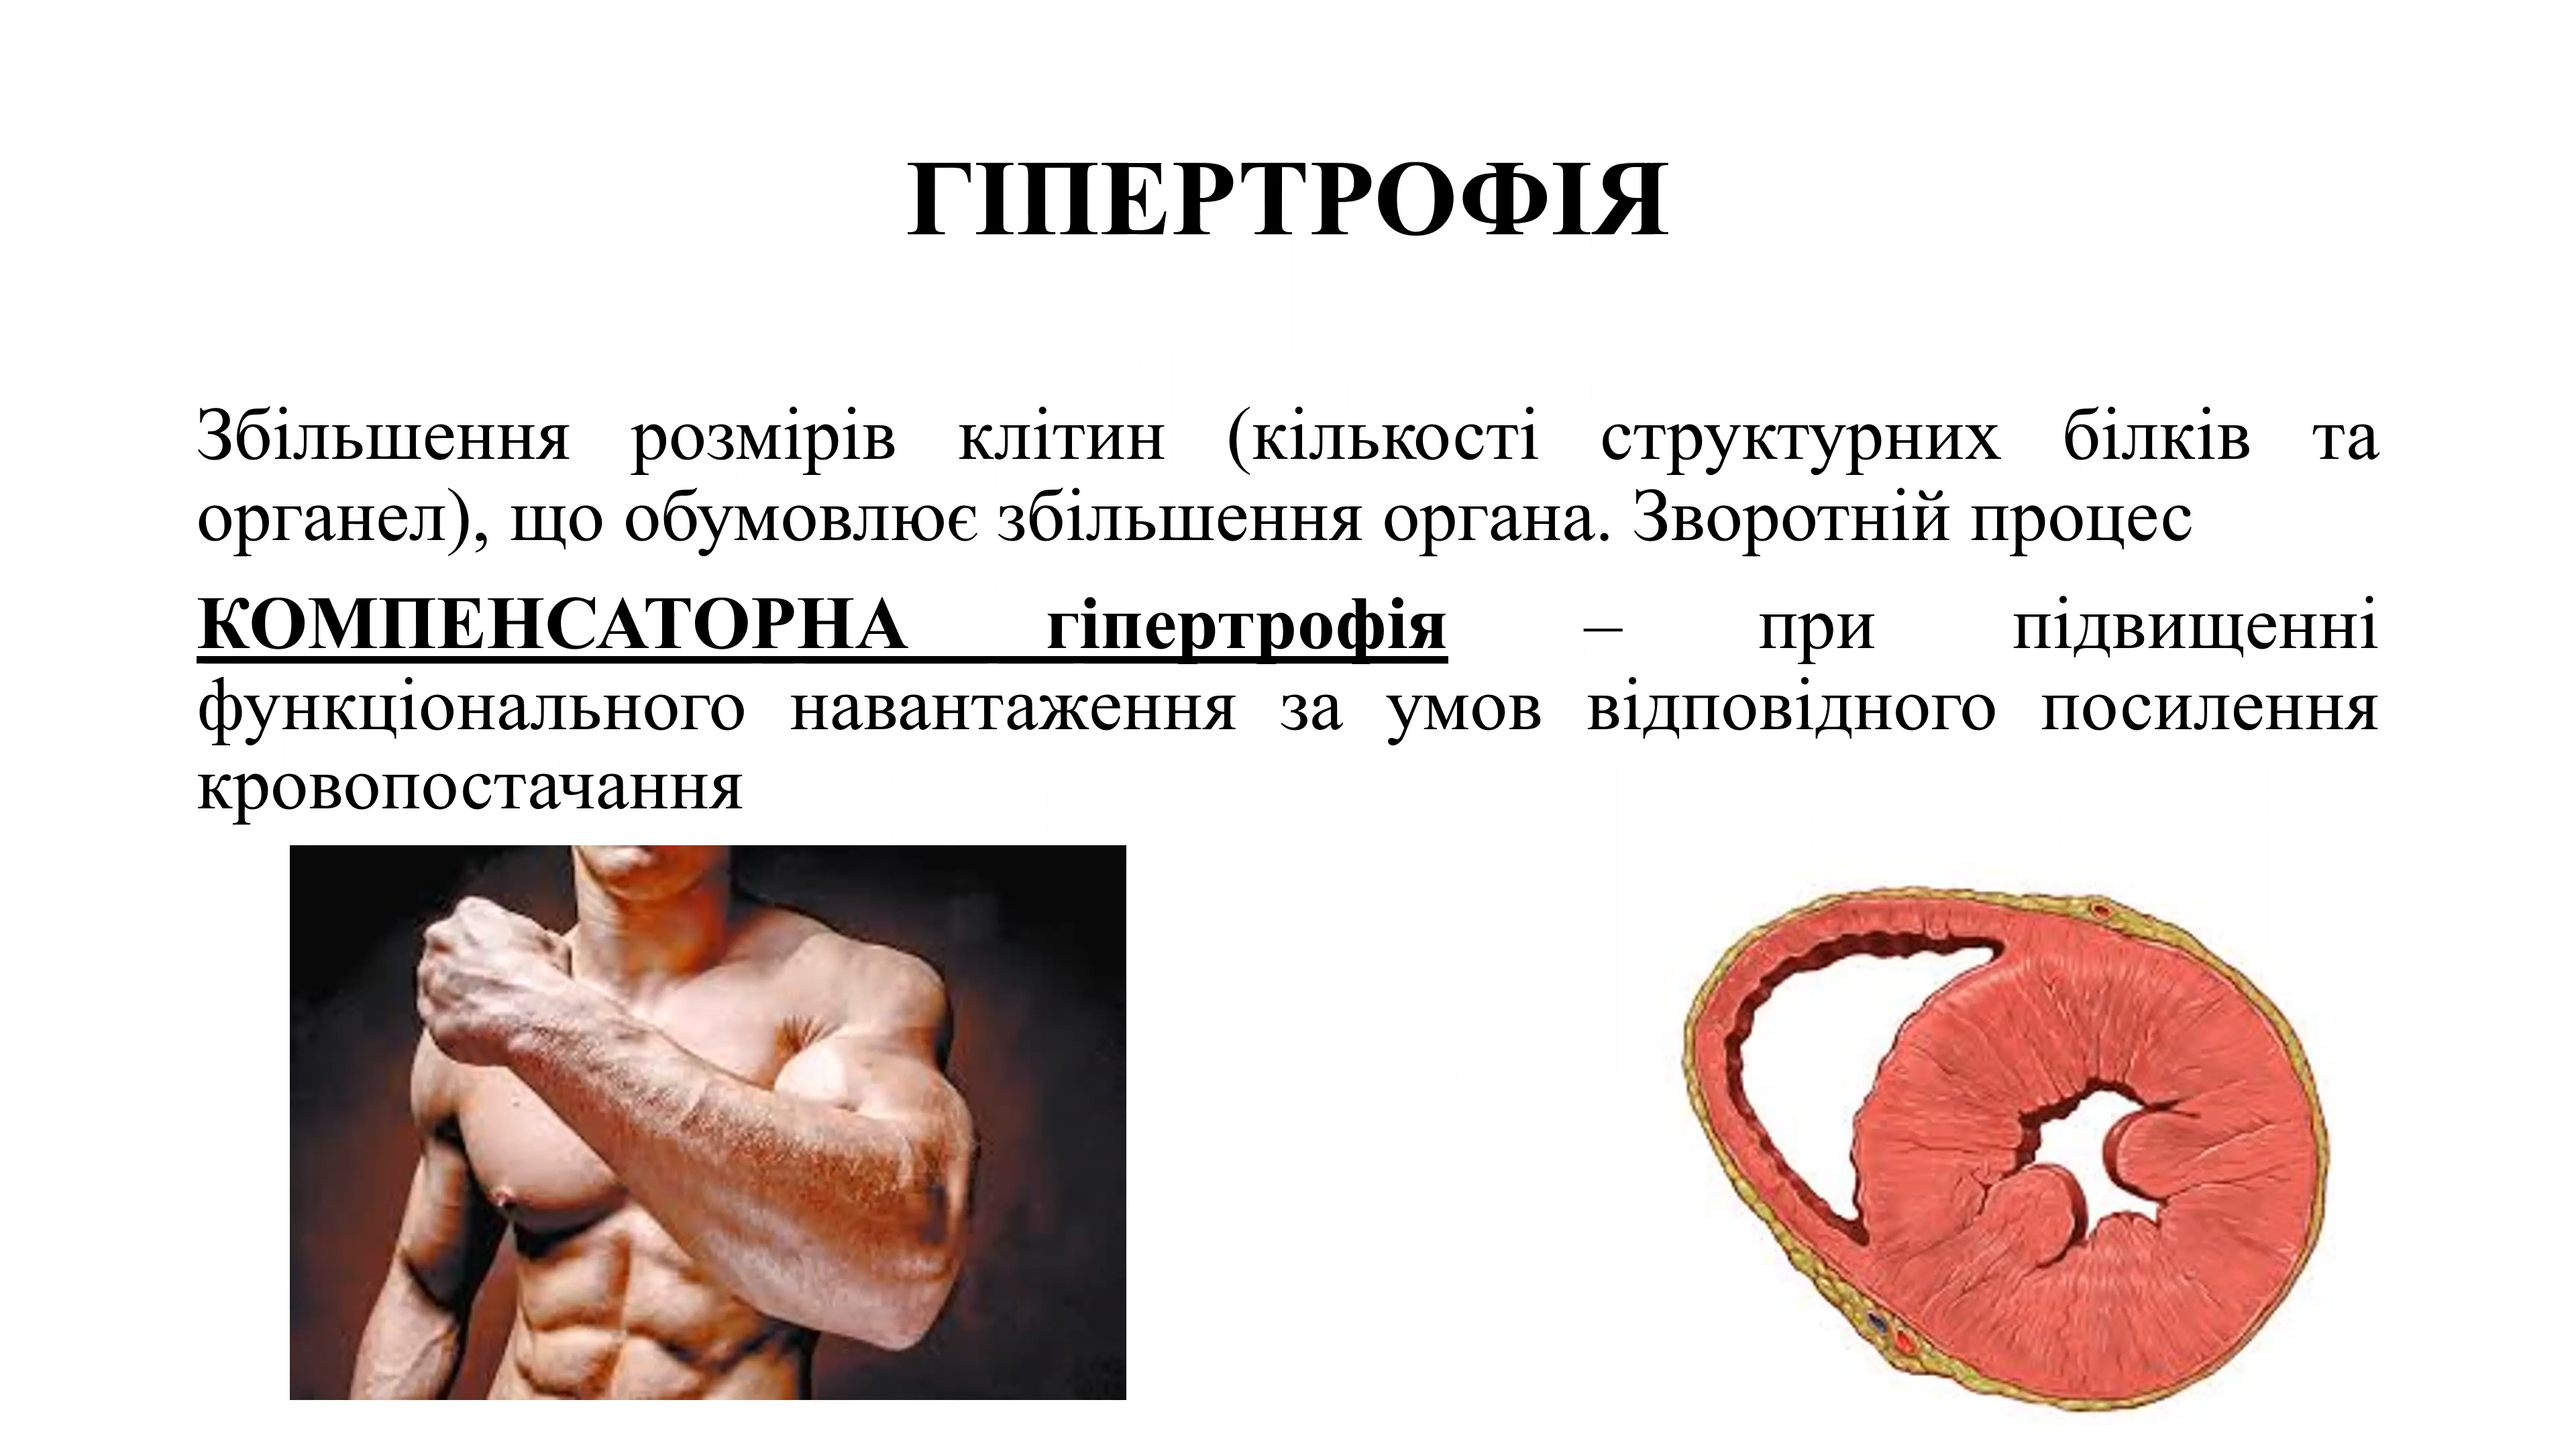 ГІПЕРТРОФІЯ
Збільшення розмірів клітин (кількості структурних білків та
органел), що обумовлює збільшення органа. Зворотній процес
КОМПЕНСАТОРНА гіпертрофія – при підвищенні
функціонального навантаження за умов відповідного посилення
кровопостачання